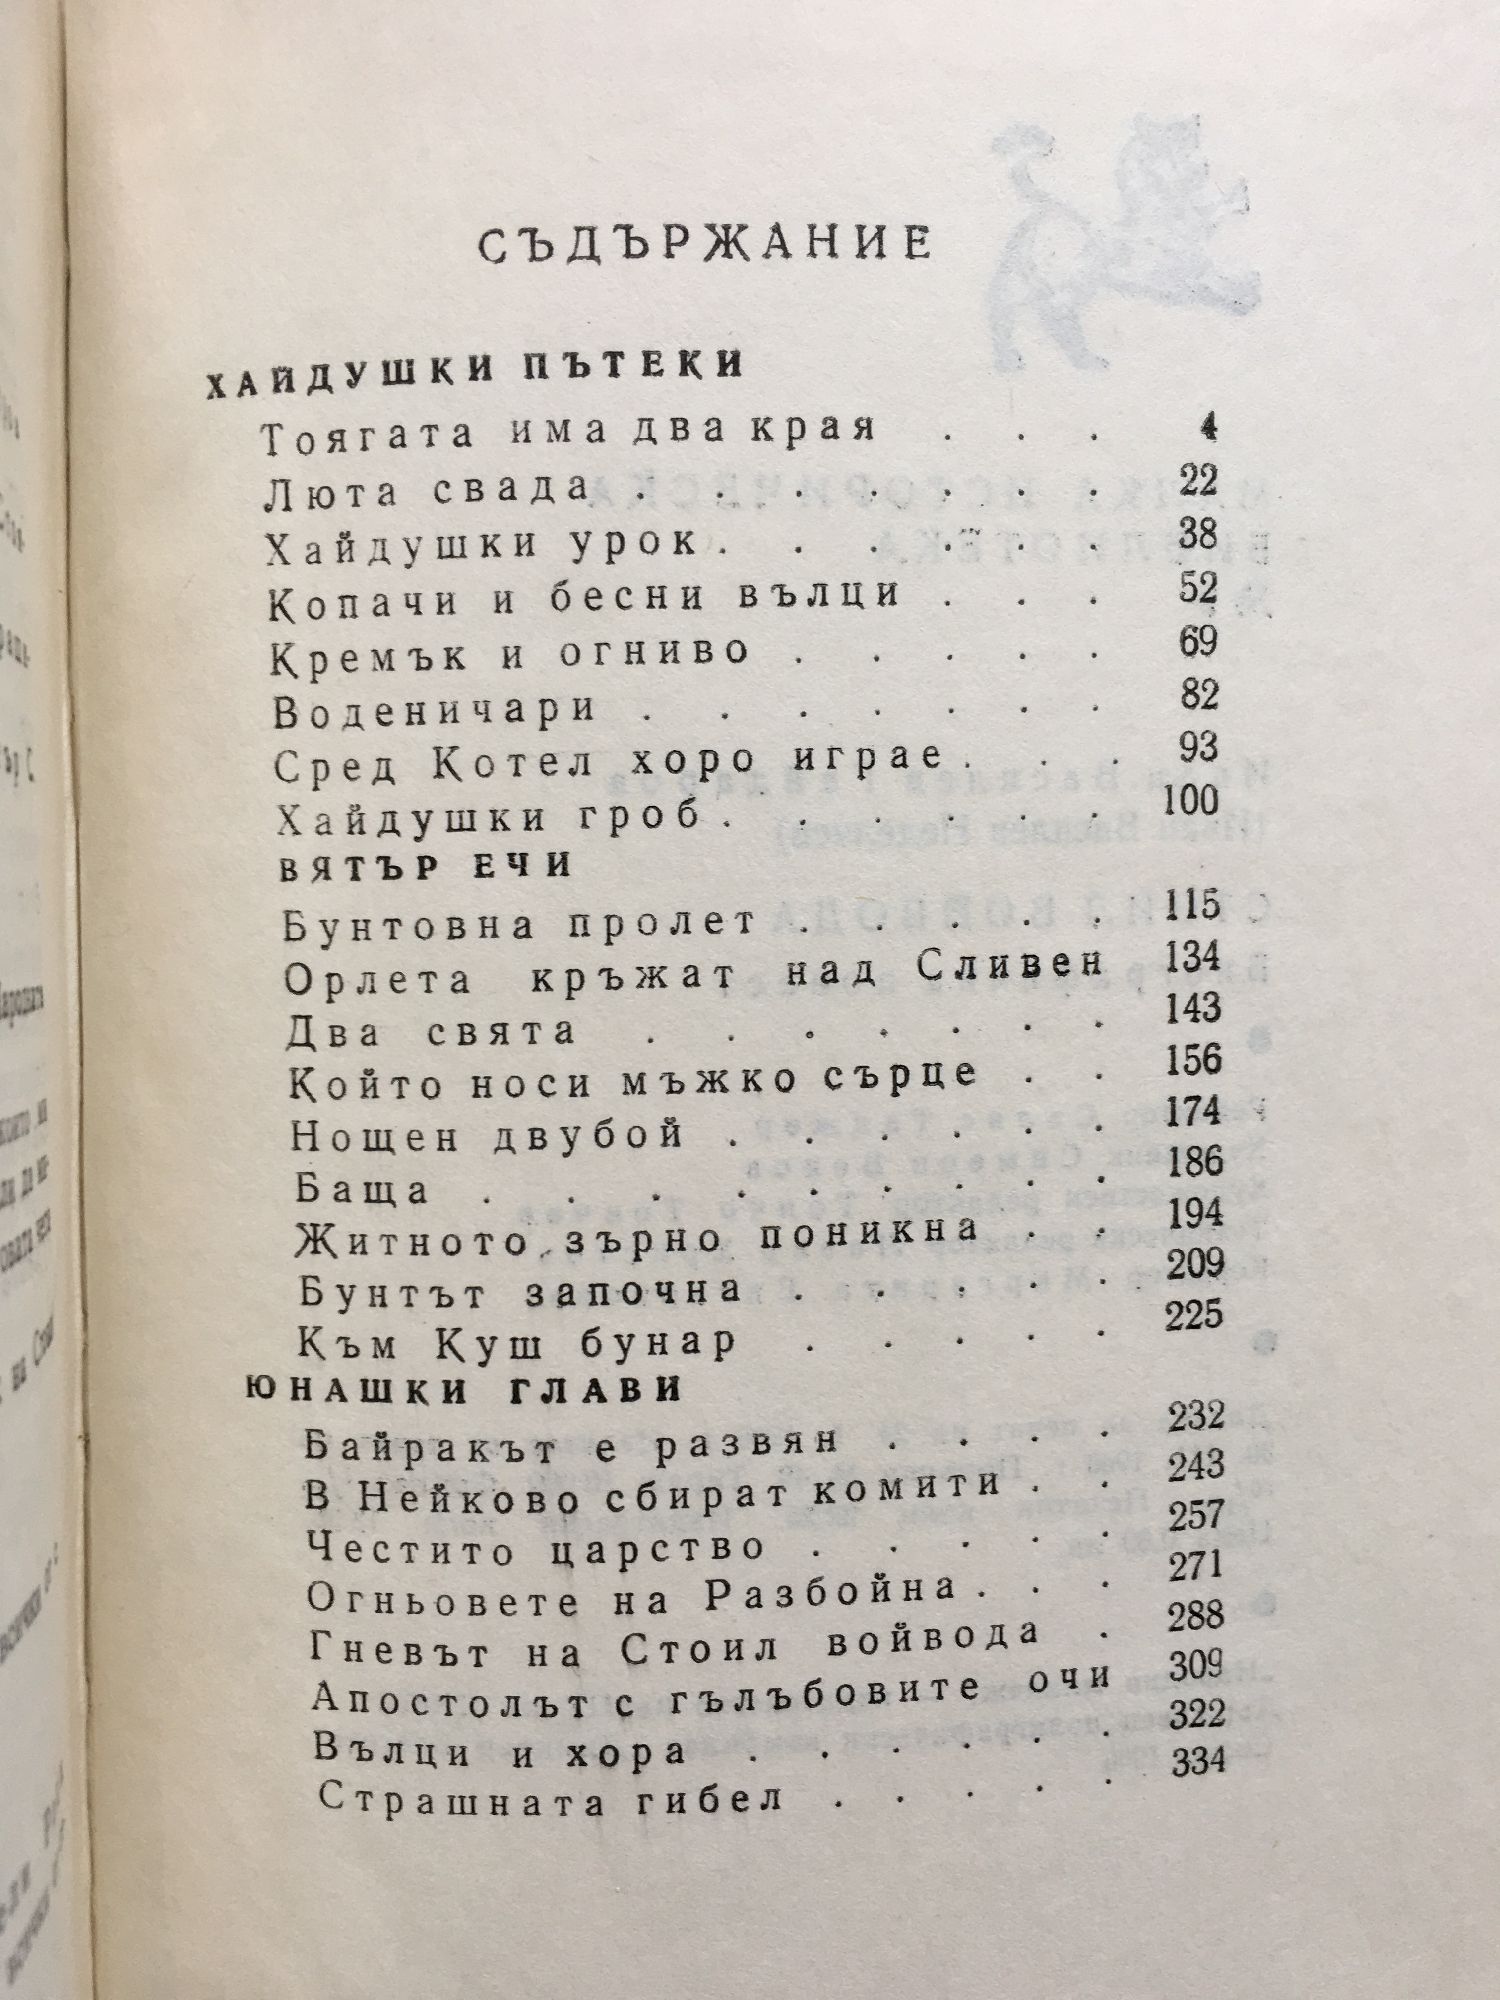 СЪДЪРЖАНИЕ
ХАЙДУШКИ ПЪТЕКИ
Тоягата има два края . . . 4
Люта свада . . . . . . . 22
Хайдушки урок . . . . . . 38
Копачи и бесни вълци . . . 52
Кремък и огниво . . . . . 69
Воденичари . . . . . . . 82
Сред Котел хоро играе . . . 93
Хайдушки гроб . . . . . . 100
ВЯТЪР ЕЧИ
Бунтовна пролет . . . . . 115
Орлета кръжат над Сливен 134
Два свята . . . . . . . 143
Който носи мъжко сърце . . 156
Нощен двубой . . . . . . 174
Баща . . . . . . . . . 186
Житното зърно поникна . . 194
Бунтът започна . . . . . 209
Към Куш бунар . . . . . 225
ЮНАШКИ ГЛАВИ
Байракът е развян . . . . 232
В Нейково сбират комити . . 243
Честито царство . . . . . 257
Огньовете на Разбойна . . . 271
Гневът на Стоил войвода . 288
Апостолът с гълъбовите очи 309
Вълци и хора . . . . . . 322
Страшната гибел . . . . . 334